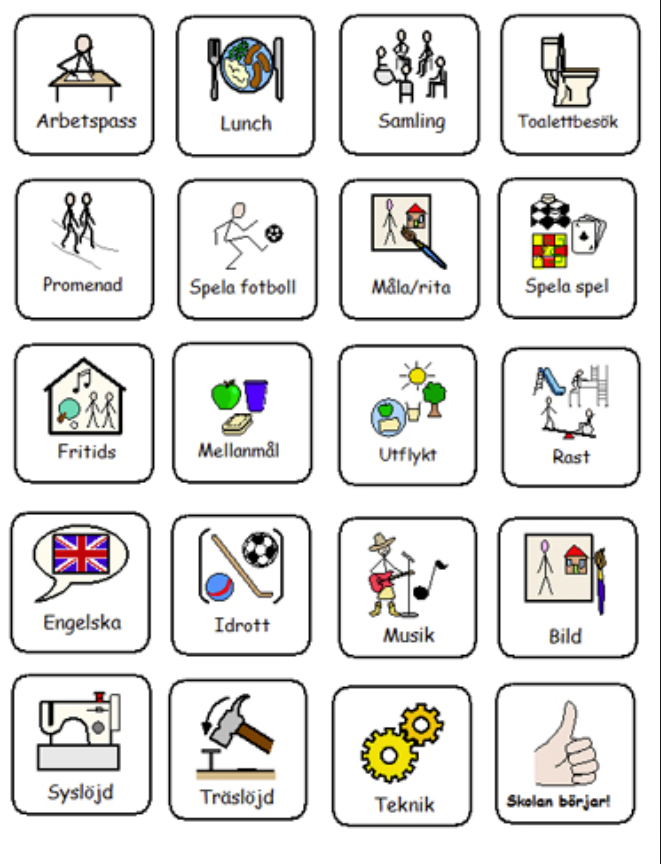 Arbetspass
Lunch
Samling
Toalettbesök
Promenad
Spela fotboll
Måla/rita
Spela spel
Fritids
Mellanmål
Utflykt
Rast
Engelska
Idrott
Musik
Bild
Syslöjd
Träslöjd
Teknik
Skolan börjar!